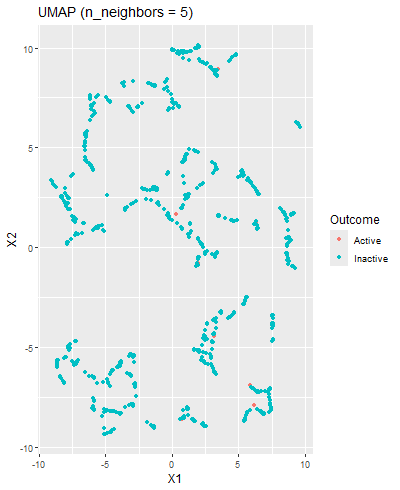 UMAP (n_neighbors = 5)
10
5
0
-5
-10
X2
-10
-5
0
5
10
X1
Outcome
Active
Inactive